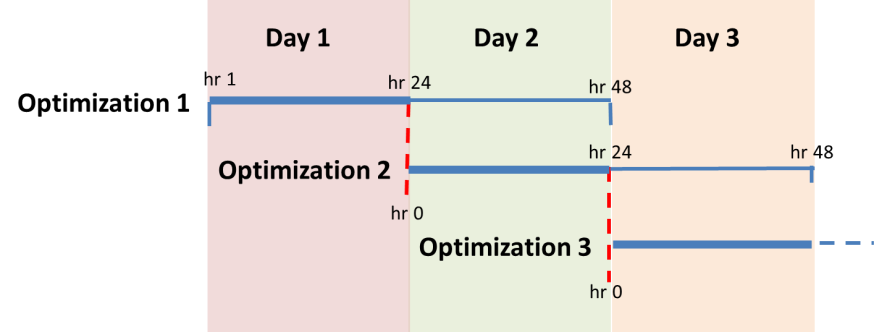 Day 1
Day 2
Day 3
hr 1
hr 24
hr 48
Optimization 1
hr 24
hr 48
Optimization 2
hr 0
Optimization 3
hr 0